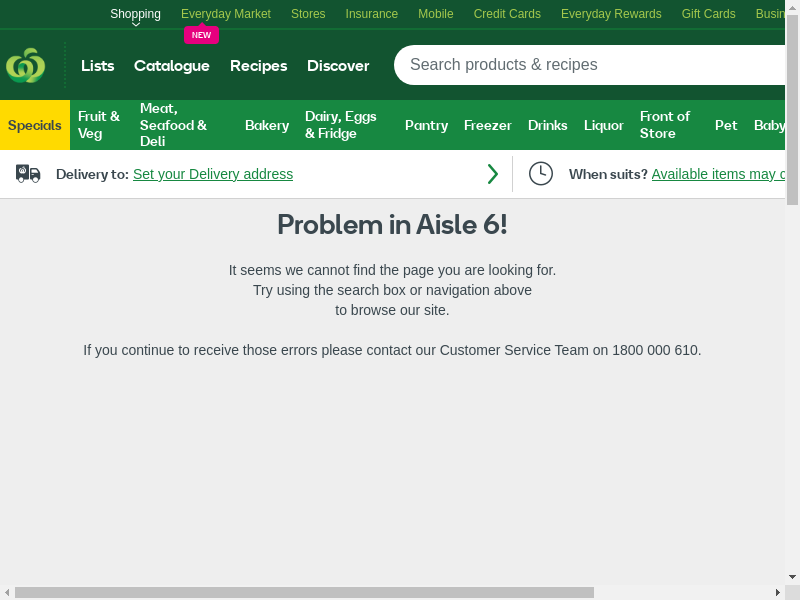 Shopping Everyday Market Stores Insurance Mobile Credit Cards Everyday Rewards Gift Cards Busin
NEW
Lists Catalogue Recipes Discover Search products & recipes
Specials Fruit & Veg Meat, Seafood & Deli Bakery Dairy, Eggs & Fridge Pantry Freezer Drinks Liquor Front of Store Pet Baby
Delivery to: Set your Delivery address When suits? Available items may
Problem in Aisle 6!
It seems we cannot find the page you are looking for.
Try using the search box or navigation above
to browse our site.
If you continue to receive those errors please contact our Customer Service Team on 1800 000 610.